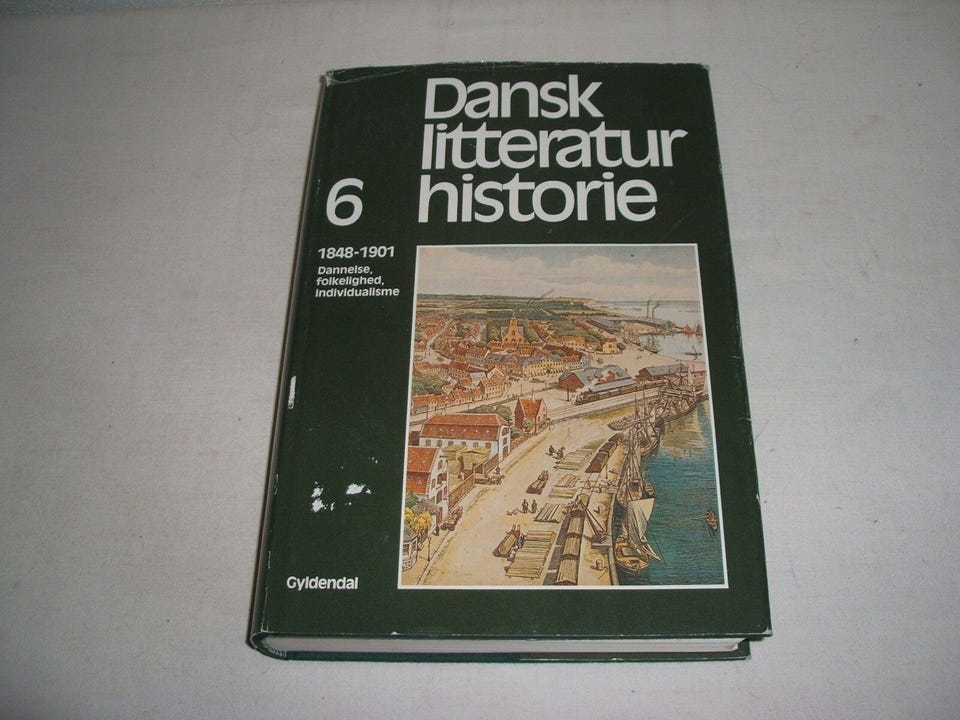 Dansk
litteratur
historie
6
1848-1901
Dannelse,
folkelighed,
individualisme
Gyldendal